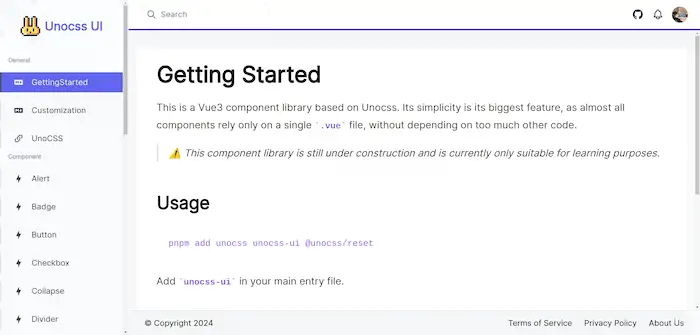 Unocss UI
Search
General
GettingStarted
Customization
UnoCSS
Component
Alert
Badge
Button
Checkbox
Collapse
Divider
Getting Started
This is a Vue3 component library based on Unocss. Its simplicity is its biggest feature, as almost all
components rely only on a single `.vue` file, without depending on too much other code.
⚠️ This component library is still under construction and is currently only suitable for learning purposes.
Usage
pnpm add unocss unocss-ui @unocss/reset
Add `unocss-ui` in your main entry file.
© Copyright 2024
Terms of Service Privacy Policy About Us